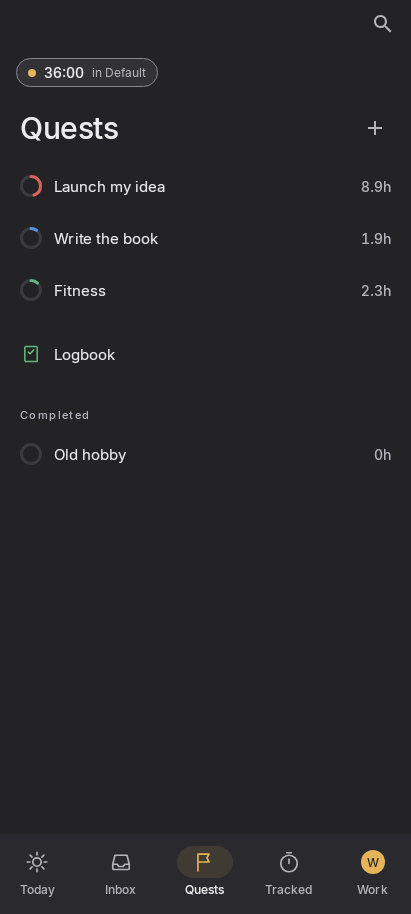 36:00 in Default
Quests
Launch my idea 8.9h
Write the book 1.9h
Fitness 2.3h
Logbook
Completed
Old hobby 0h
W
Today Inbox Quests Tracked Work